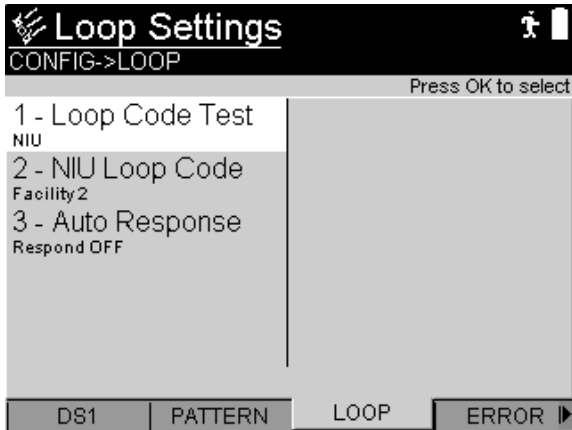 Loop Settings
CONFIG->LOOP
Press OK to select
1 - Loop Code Test
NIU
2 - NIU Loop Code
Facility 2
3 - Auto Response
Respond OFF
DS1 PATTERN LOOP ERROR